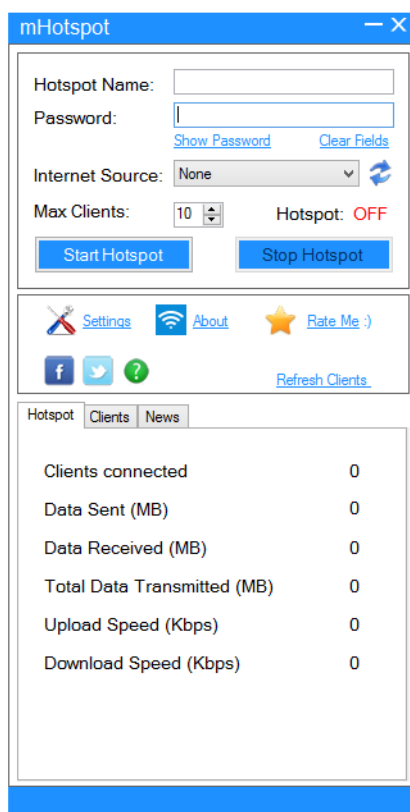 mHotspot
Hotspot Name:
Password:
Show Password Clear Fields
Internet Source: None
Max Clients: 10 Hotspot: OFF
Start Hotspot Stop Hotspot
Settings About Rate Me :)
f ?
Refresh Clients
Hotspot Clients News
Clients connected 0
Data Sent (MB) 0
Data Received (MB) 0
Total Data Transmitted (MB) 0
Upload Speed (Kbps) 0
Download Speed (Kbps) 0